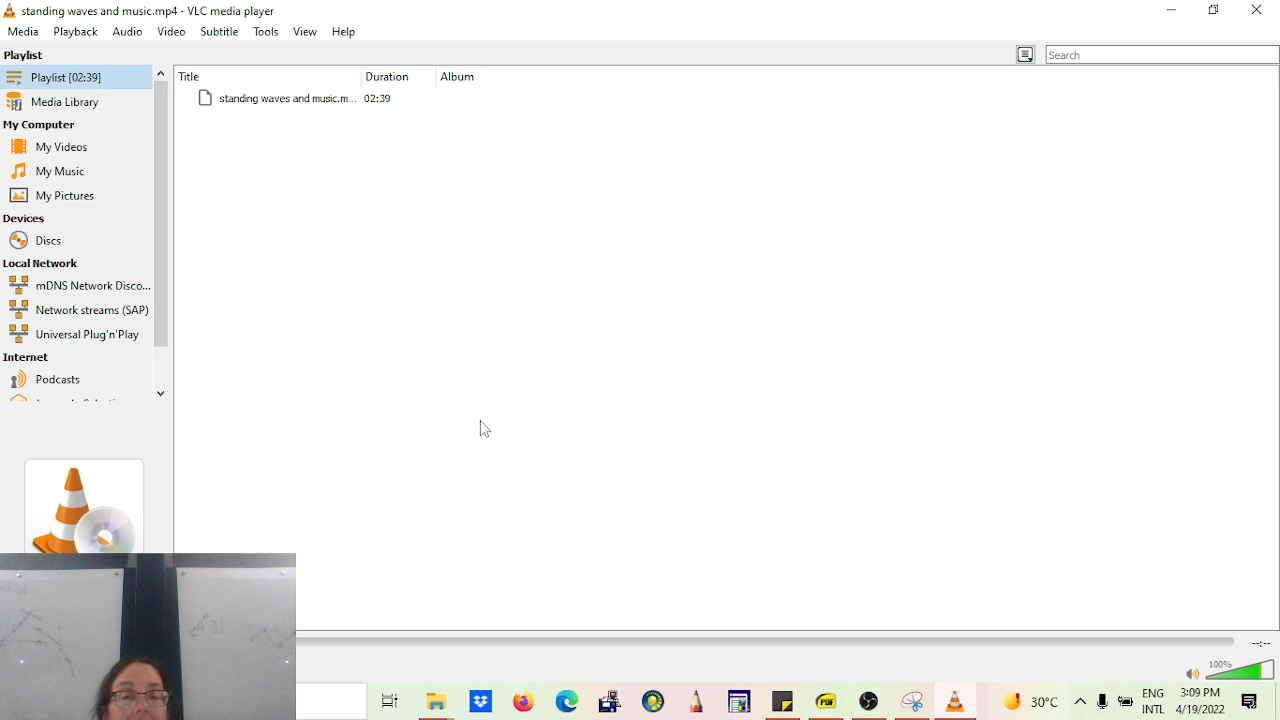 standing waves and music.mp4 - VLC media player
Media Playback Audio Video Subtitle Tools View Help
Playlist
Search
Playlist [02:39]
Title Duration Album
standing waves and music.m... 02:39
Media Library
My Computer
My Videos
My Music
My Pictures
Devices
Discs
Local Network
mDNS Network Disco...
Network streams (SAP)
Universal Plug'n'Play
Internet
Podcasts
--:--
100%
PDF
30°C
ENG
INTL
3:09 PM
4/19/2022